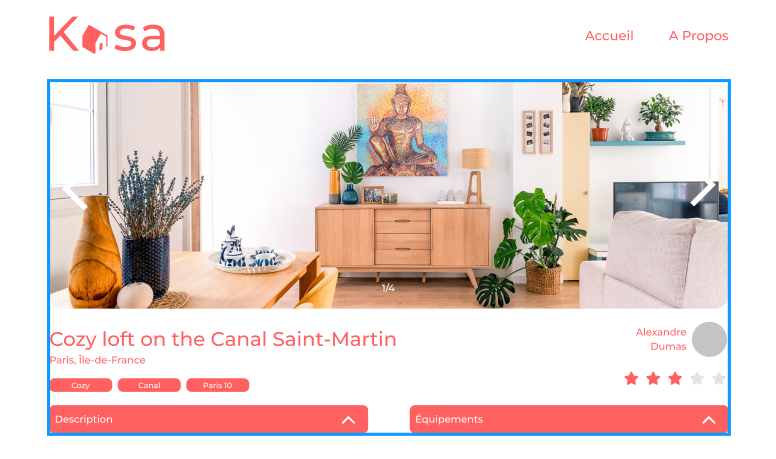 Kasa
Accueil
A Propos
1/4
Cozy loft on the Canal Saint-Martin
Paris, Île-de-France
Cozy
Canal
Paris 10
Alexandre
Dumas
Description
Équipements